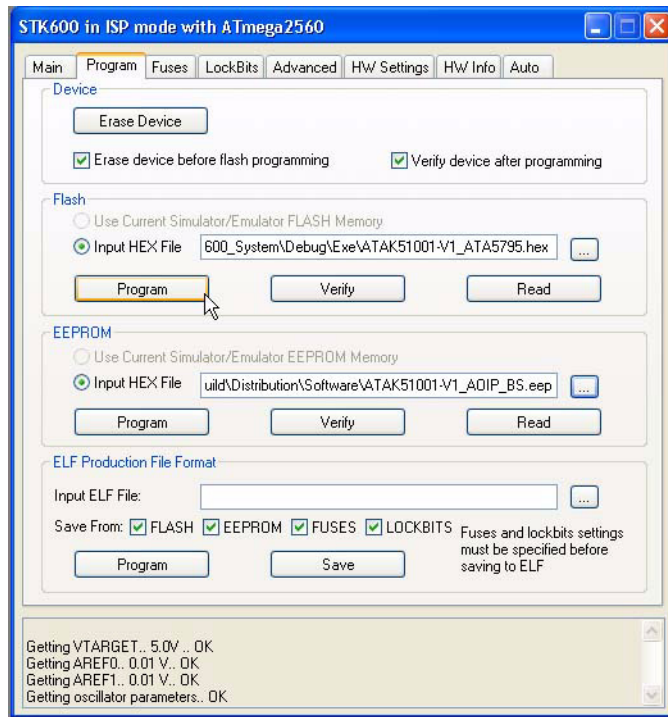 STK600 in ISP mode with ATmega2560
Main Program Fuses LockBits Advanced HW Settings HW Info Auto
Device
Erase Device
Erase device before flash programming Verify device after programming
Flash
Use Current Simulator/Emulator FLASH Memory
Input HEX File 600_System\Debug\Exe\ATAK51001-V1_ATA5795.hex ...
Program Verify Read
EEPROM
Use Current Simulator/Emulator EEPROM Memory
Input HEX File uild\Distribution\Software\ATAK51001-V1_AOIP_BS.eep ...
Program Verify Read
ELF Production File Format
Input ELF File: ...
Save From: FLASH EEPROM FUSES LOCKBITS
Fuses and lockbits settings
must be specified before
saving to ELF
Program Save
Getting VTARGET.. 5.0V .. OK
Getting AREF0.. 0.01 V.. OK
Getting AREF1.. 0.01 V.. OK
Getting oscillator parameters.. OK